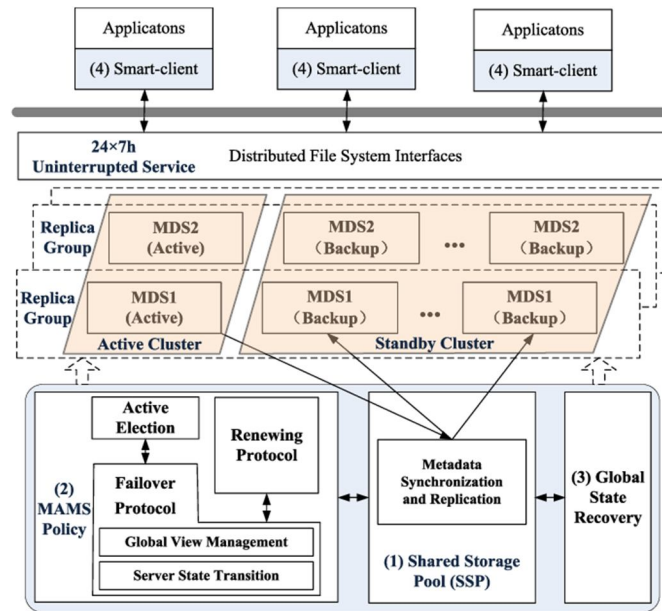 Applicatons
(4) Smart-client
Applicatons
(4) Smart-client
Applicatons
(4) Smart-client
24×7h
Uninterrupted Service
Distributed File System Interfaces
Replica
Group
MDS2
(Active)
MDS2
（Backup）
...
MDS2
（Backup）
Replica
Group
MDS1
(Active)
MDS1
（Backup）
...
MDS1
（Backup）
Active Cluster
Standby Cluster
(2)
MAMS
Policy
Active
Election
Failover
Protocol
Renewing
Protocol
Global View Management
Server State Transition
Metadata
Synchronization
and Replication
(1) Shared Storage
Pool (SSP)
(3) Global
State
Recovery